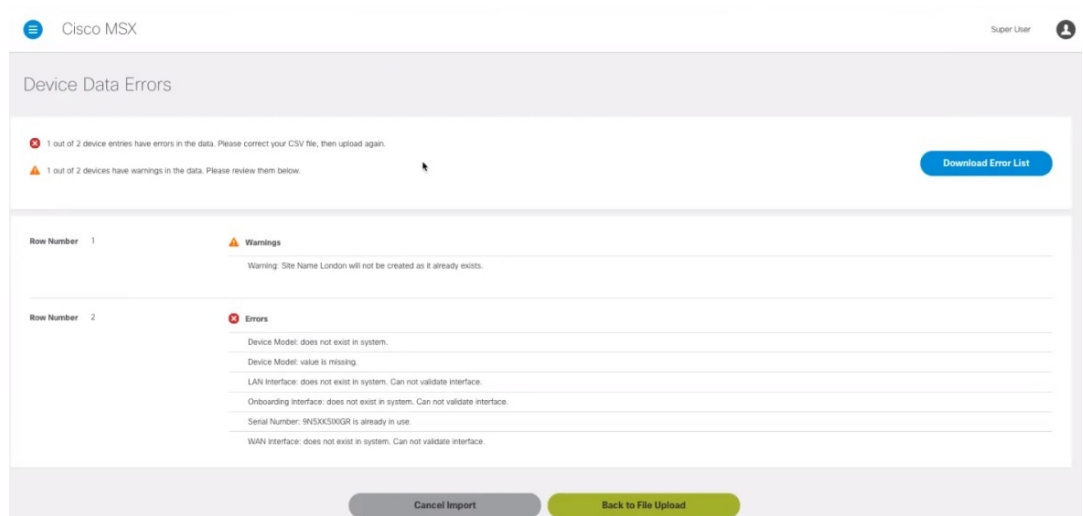 Cisco MSX
Super User
Device Data Errors
1 out of 2 device entries have errors in the data. Please correct your CSV file, then upload again.
1 out of 2 devices have warnings in the data. Please review them below.
Download Error List
Row Number 1
Warnings
Warning: Site Name London will not be created as it already exists.
Row Number 2
Errors
Device Model: does not exist in system.
Device Model: value is missing.
LAN Interface: does not exist in system. Can not validate interface.
Onboarding Interface: does not exist in system. Can not validate interface.
Serial Number: 9N5XK5IXIGR is already in use.
WAN Interface: does not exist in system. Can not validate interface.
Cancel Import
Back to File Upload